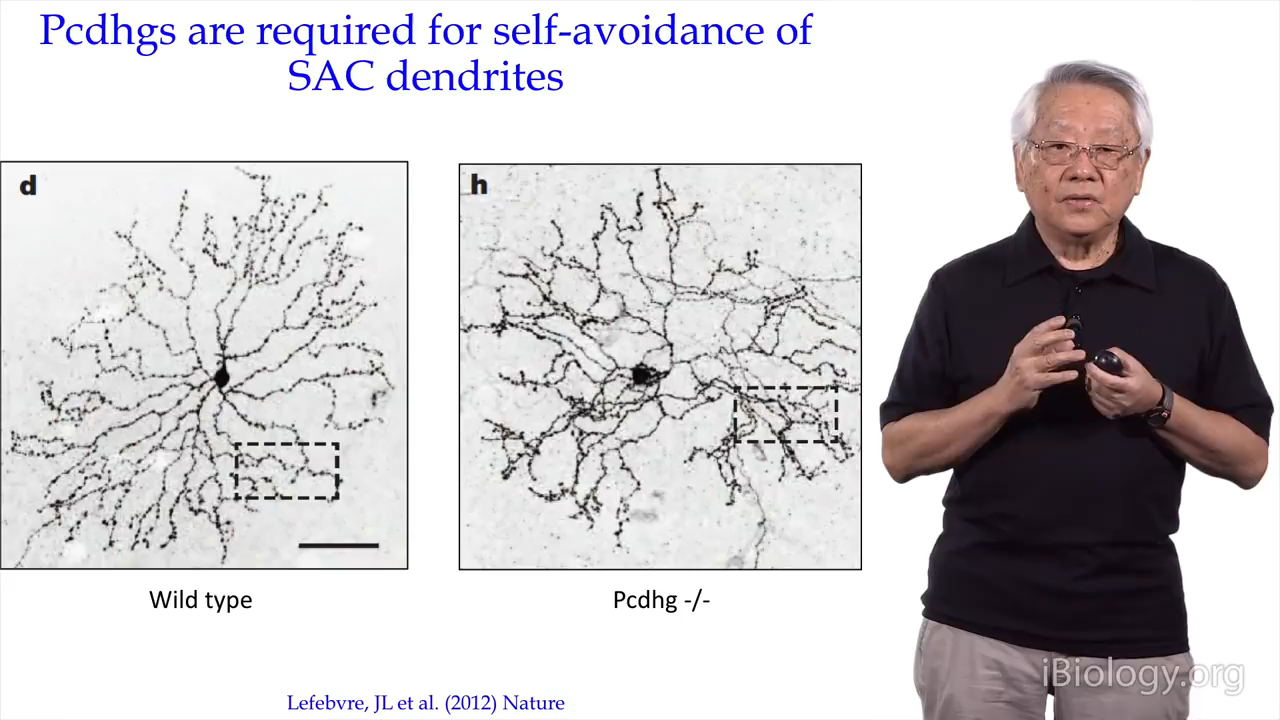 Pcdhgs are required for self-avoidance of
SAC dendrites
d
h
Wild type
Pcdhg -/-
Lefebvre, JL et al. (2012) Nature
iBiology.org